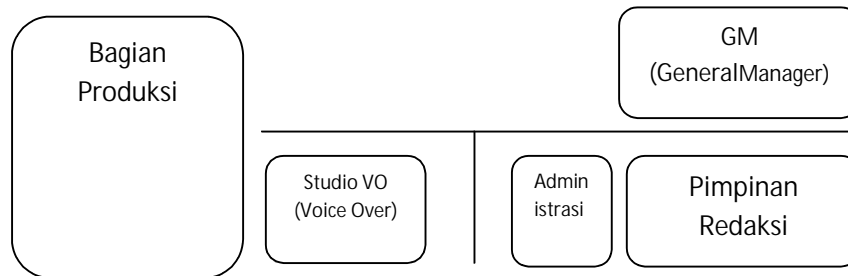 Bagian
Produksi
GM
(GeneralManager)
Studio VO
(Voice Over)
Admin
istrasi
Pimpinan
Redaksi